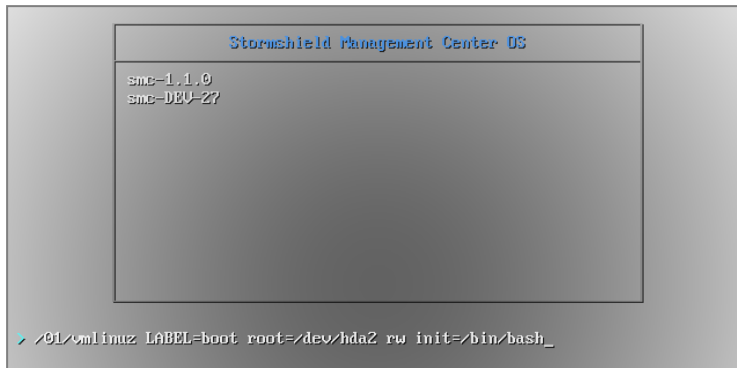 Stormshield Management Center OS
smc-1.1.0
smc-DEV-27
> /01/vmlinuz LABEL=boot root=/dev/hda2 rw init=/bin/bash_